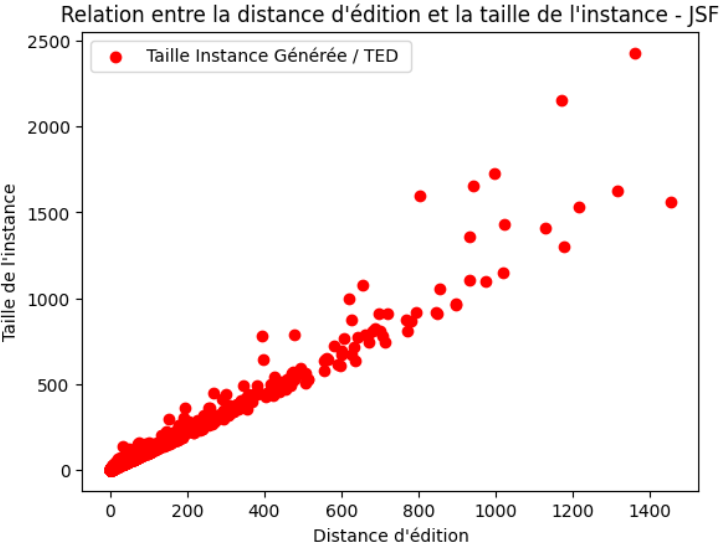 Relation entre la distance d'édition et la taille de l'instance - JSF
Taille Instance Générée / TED
Taille de l'instance
2500
2000
1500
1000
500
0
0 200 400 600 800 1000 1200 1400
Distance d'édition